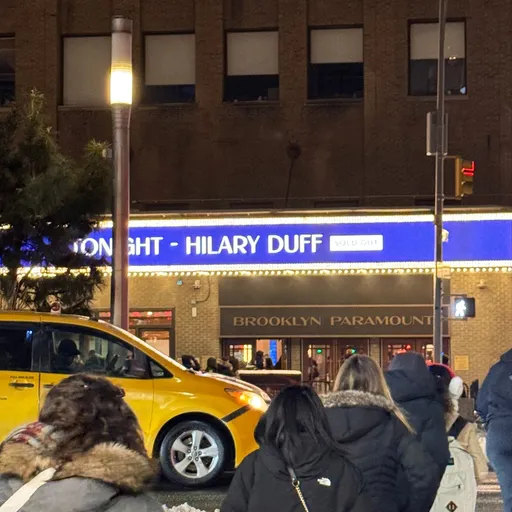 TONIGHT - HILARY DUFF SOLD OUT
BROOKLYN PARAMOUNT